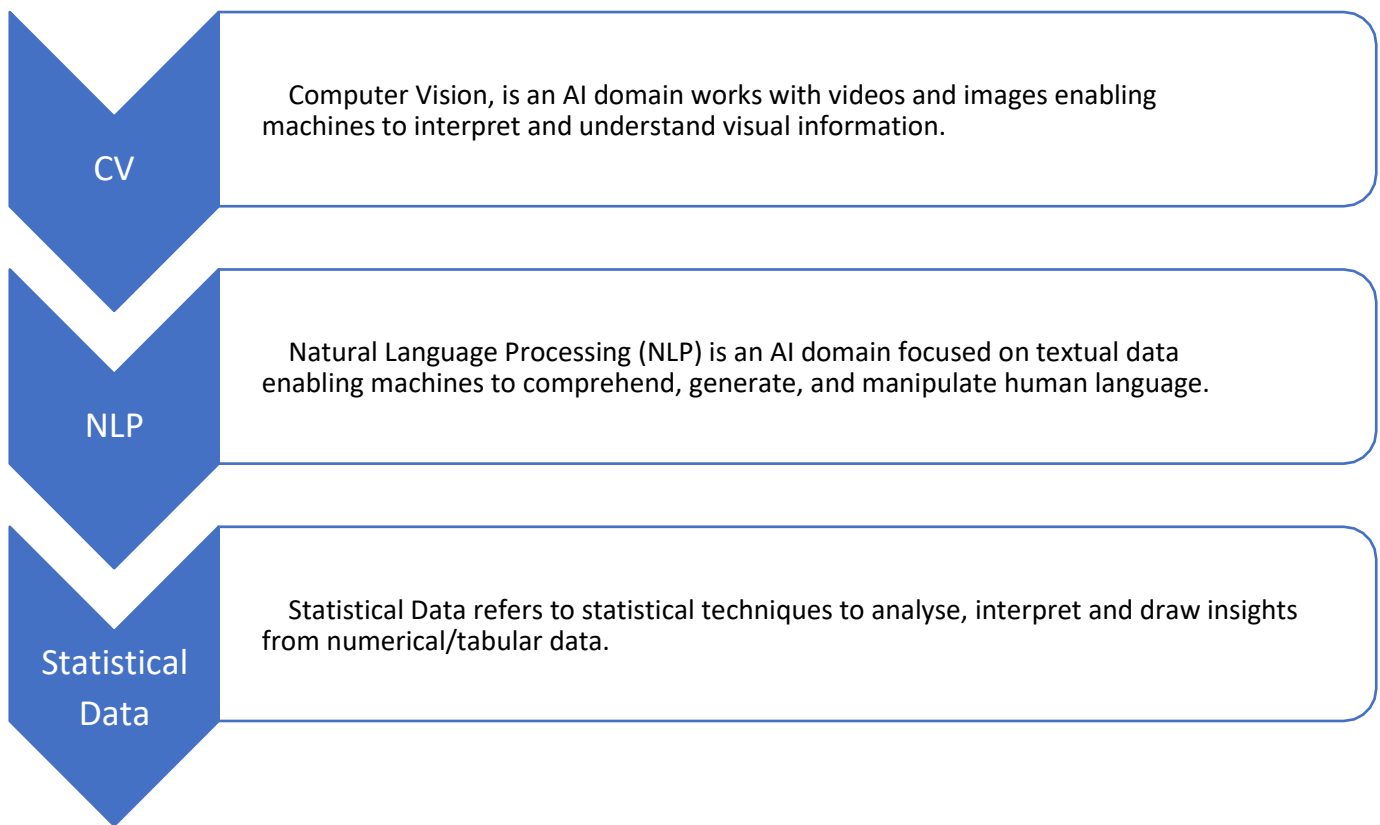 CV
Computer Vision, is an AI domain works with videos and images enabling
machines to interpret and understand visual information.
NLP
Natural Language Processing (NLP) is an AI domain focused on textual data
enabling machines to comprehend, generate, and manipulate human language.
Statistical
Data
Statistical Data refers to statistical techniques to analyse, interpret and draw insights
from numerical/tabular data.